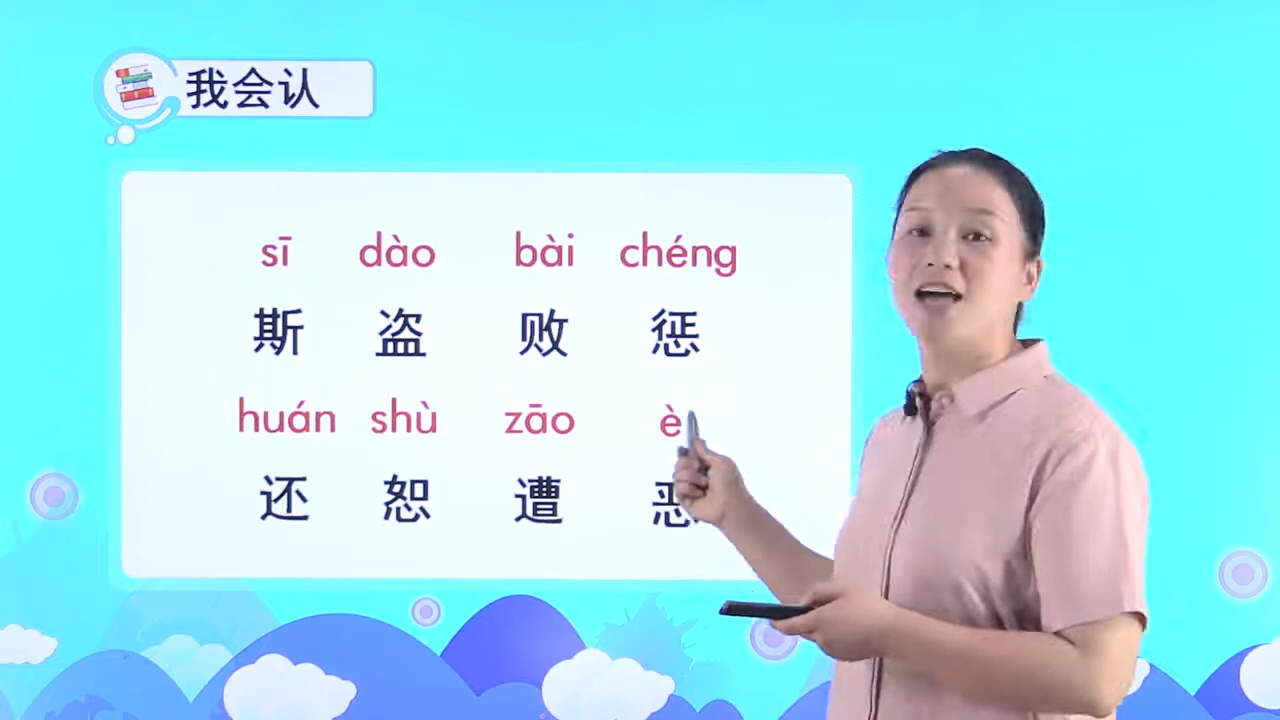 我会认
sī dào bài chéng
斯 盗 败 惩
huán shù zāo è
还 恕 遭 恶